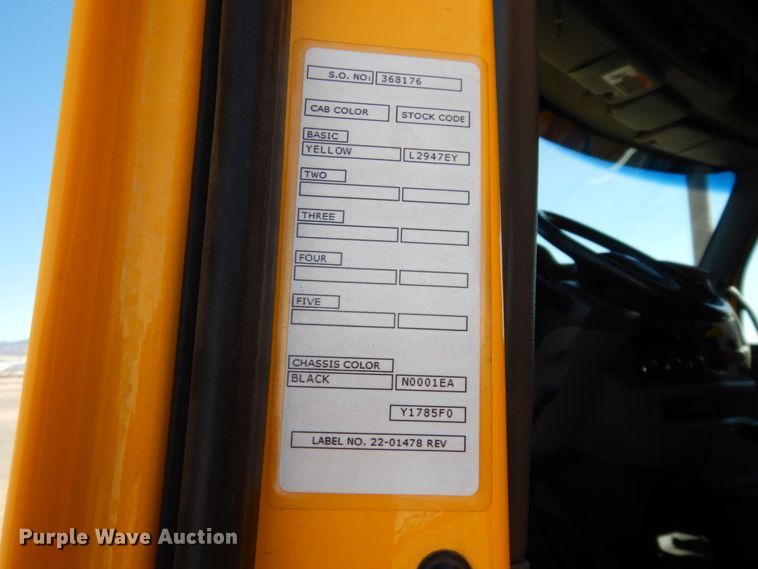 S.O. NO: 368176
CAB COLOR STOCK CODE
BASIC
YELLOW L2947EY
TWO
THREE
FOUR
FIVE
CHASSIS COLOR
BLACK N0001EA
Y1785F0
LABEL NO. 22-01478 REV
Purple Wave Auction®